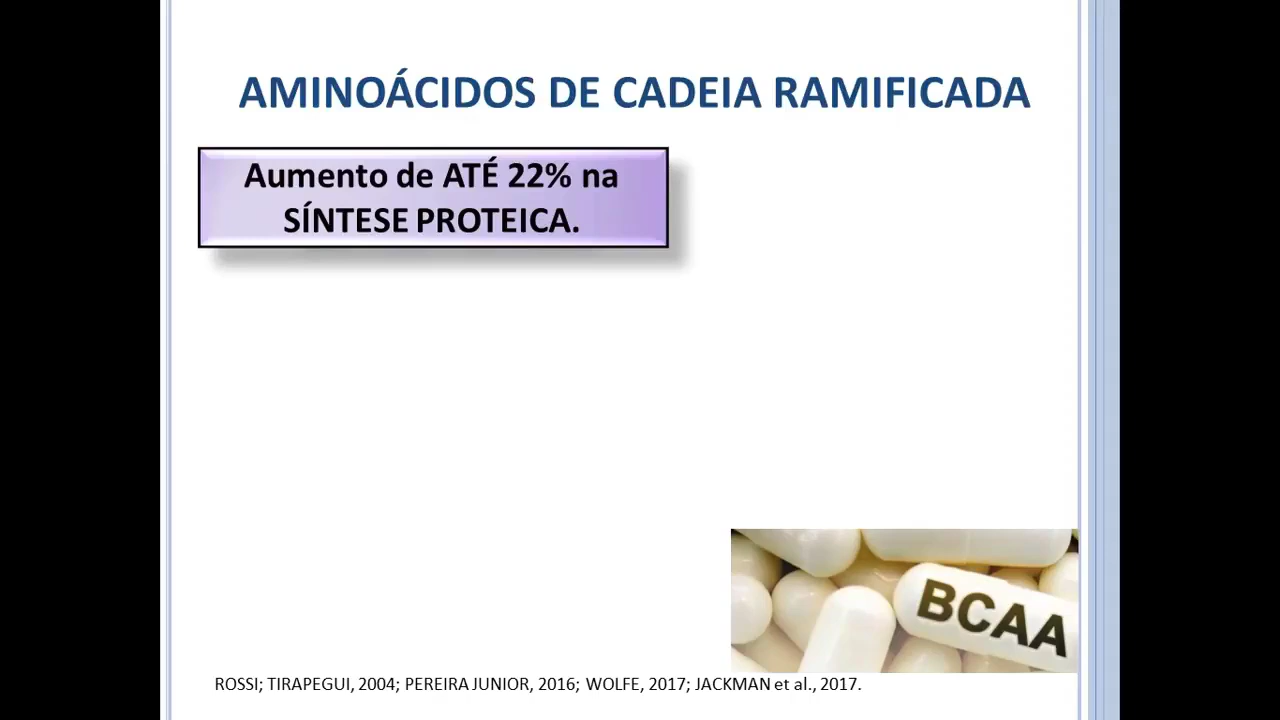 AMINOÁCIDOS DE CADEIA RAMIFICADA
Aumento de ATÉ 22% na
SÍNTESE PROTEICA.
BCAA
ROSSI; TIRAPEGUI, 2004; PEREIRA JUNIOR, 2016; WOLFE, 2017; JACKMAN et al., 2017.